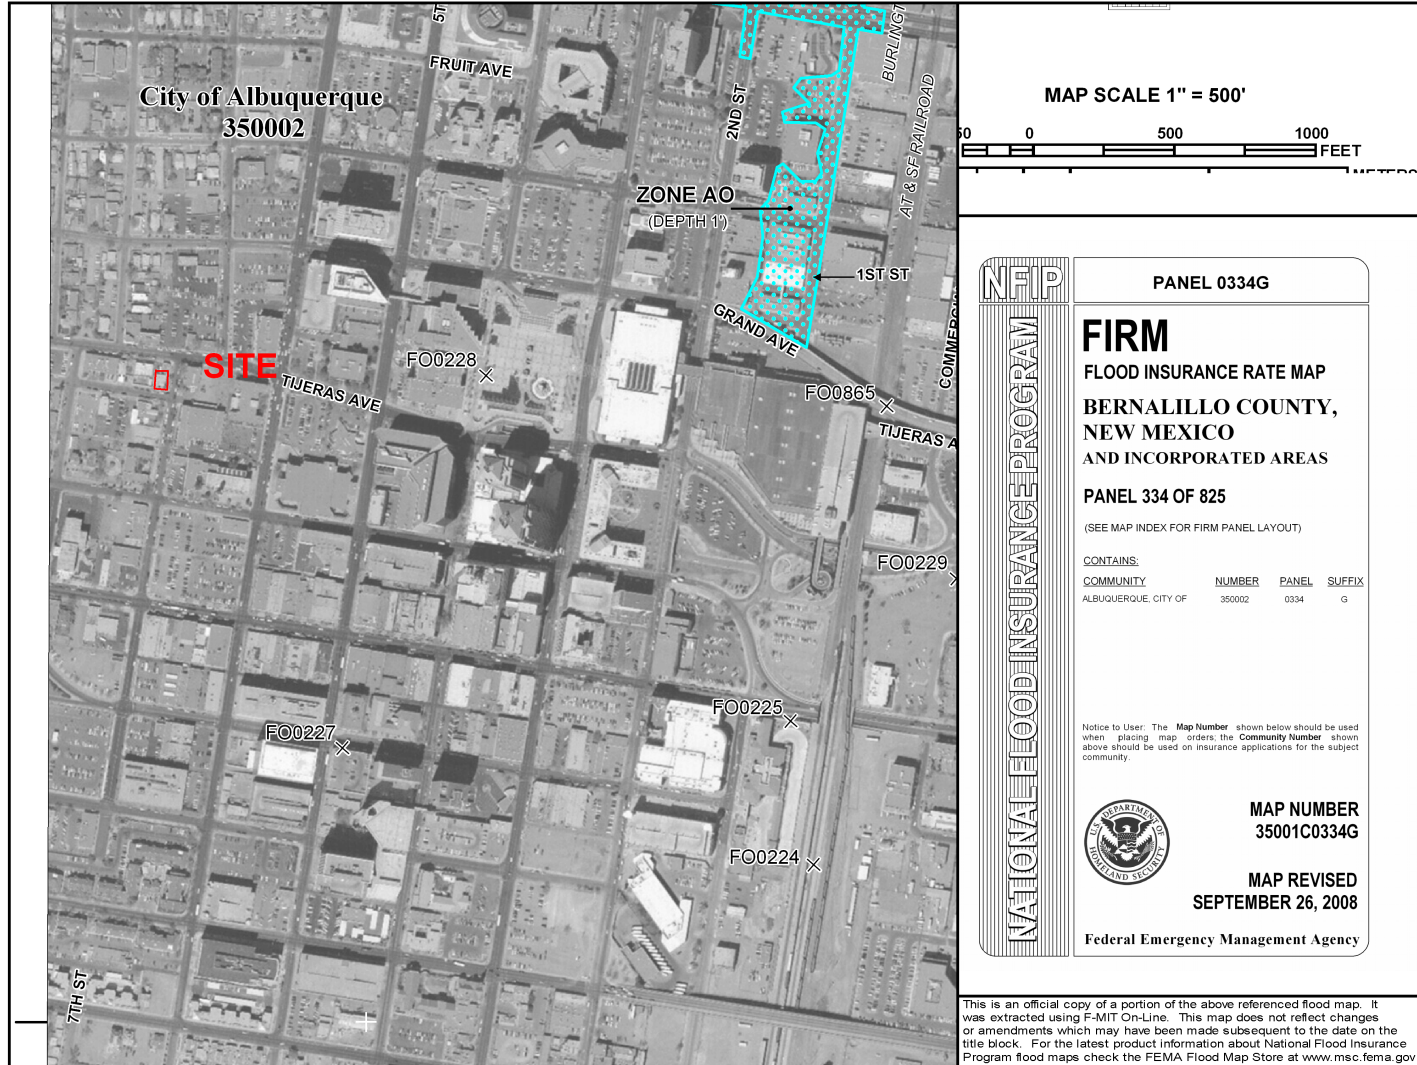 5T
FRUIT AVE
City of Albuquerque
350002
2ND ST
BURLINGT
AT & SF RAILROAD
ZONE AO
(DEPTH 1')
1ST ST
GRAND AVE
COMMERCI
SITE
TIJERAS AVE
FO0228
FO0865
TIJERAS A
FO0229
FO0225
FO0227
FO0224
7TH ST
MAP SCALE 1" = 500'
50 0 500 1000
FEET
METERS
NFIP
NATIONAL FLOOD INSURANCE PROGRAM
PANEL 0334G
FIRM
FLOOD INSURANCE RATE MAP
BERNALILLO COUNTY,
NEW MEXICO
AND INCORPORATED AREAS
PANEL 334 OF 825
(SEE MAP INDEX FOR FIRM PANEL LAYOUT)
CONTAINS:
COMMUNITY NUMBER PANEL SUFFIX
ALBUQUERQUE, CITY OF 350002 0334 G
Notice to User: The Map Number shown below should be used
when placing map orders; the Community Number shown
above should be used on insurance applications for the subject
community.
U.S. DEPARTMENT OF HOMELAND SECURITY
MAP NUMBER
35001C0334G
MAP REVISED
SEPTEMBER 26, 2008
Federal Emergency Management Agency
This is an official copy of a portion of the above referenced flood map. It
was extracted using F-MIT On-Line. This map does not reflect changes
or amendments which may have been made subsequent to the date on the
title block. For the latest product information about National Flood Insurance
Program flood maps check the FEMA Flood Map Store at www.msc.fema.gov